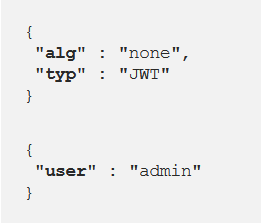 {
"alg" : "none",
"typ" : "JWT"
}
{
"user" : "admin"
}